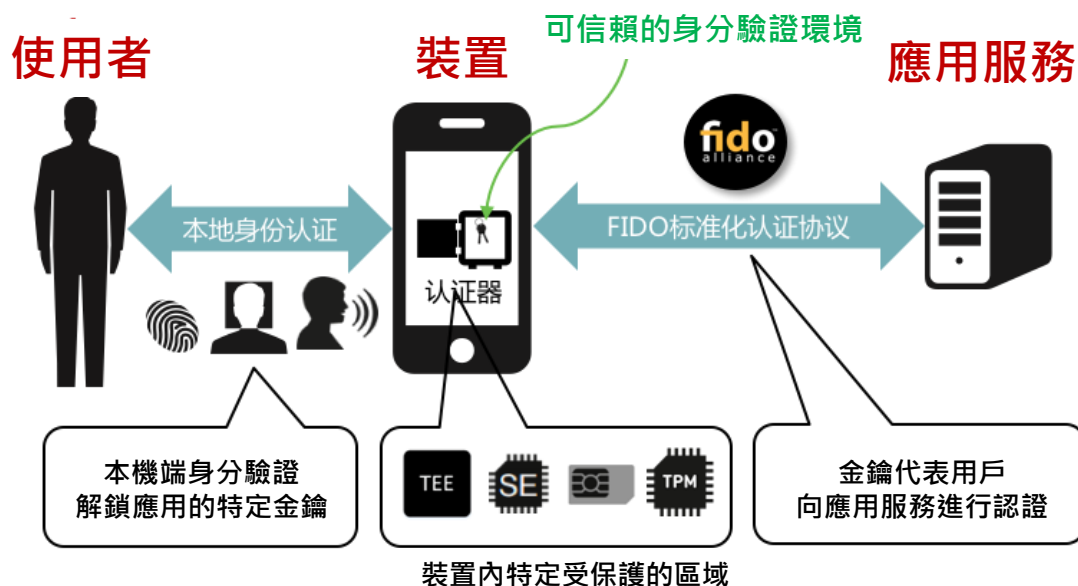 可信賴的身分驗證環境
使用者
裝置
應用服務
fido
alliance
本地身份认证
FIDO标准化认证协议
认证器
本機端身分驗證
解鎖應用的特定金鑰
TEE
SE
TPM
金鑰代表用戶
向應用服務進行認證
裝置內特定受保護的區域